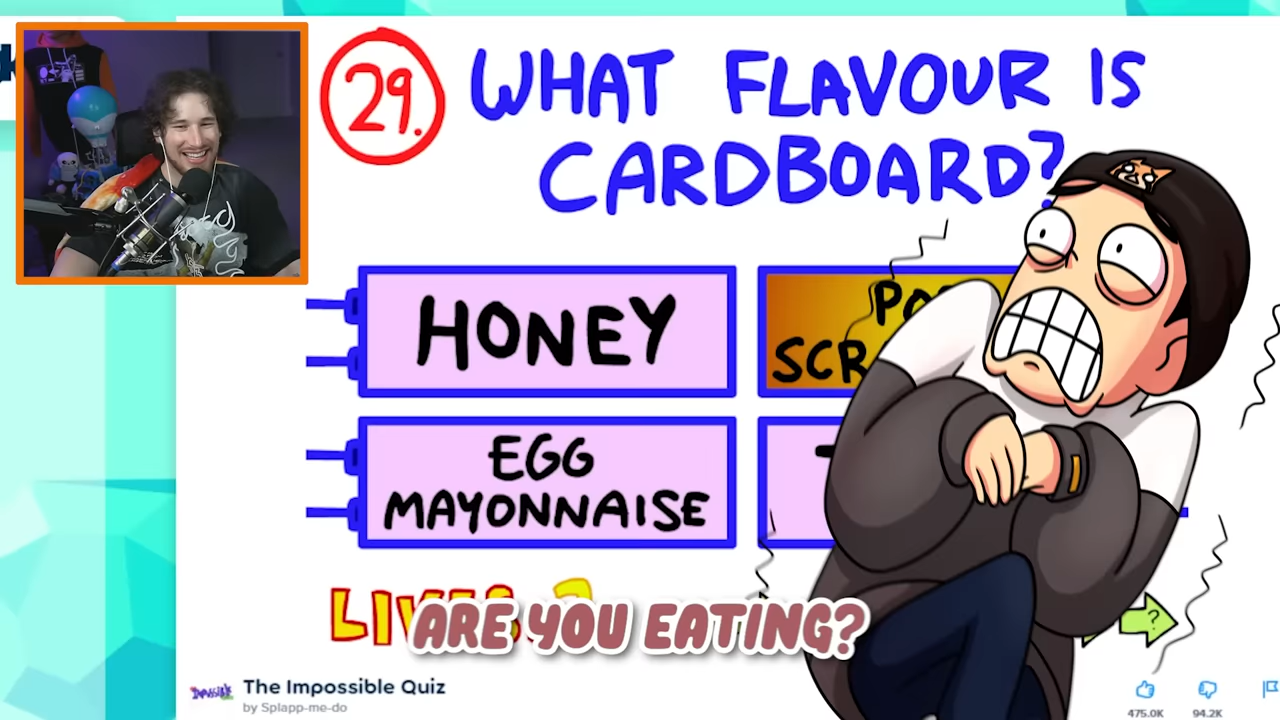 29.
WHAT FLAVOUR IS
CARDBOARD?
HONEY
EGG
MAYONNAISE
ARE YOU EATING?
?
The Impossible Quiz
by Splapp-me-do
475.0K
94.2K